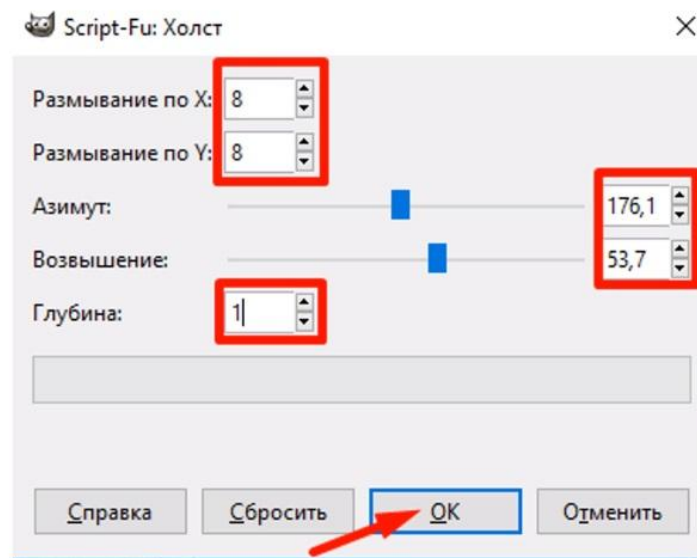 Script-Fu: Холст
Размывание по X: 8
Размывание по Y: 8
Азимут: 176,1
Возвышение: 53,7
Глубина: 1
Справка Сбросить OK Отменить